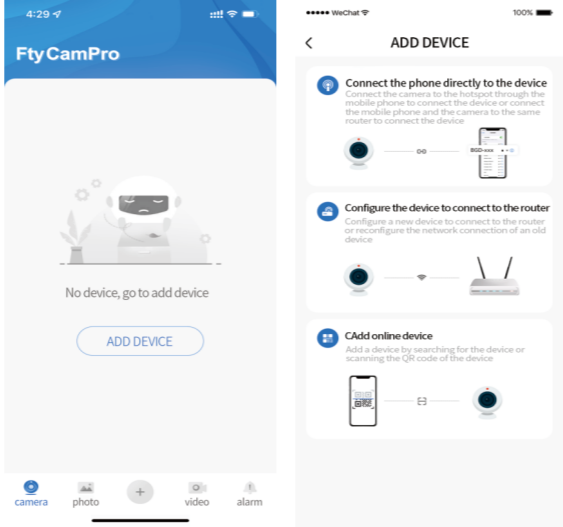 4:29
FtyCamPro
No device, go to add device
ADD DEVICE
camera
photo
video
alarm
WeChat
100%
ADD DEVICE
Connect the phone directly to the device
Connect the camera to the hotspot through the
mobile phone to connect the device or connect
the mobile phone and the camera to the same
router to connect the device
Configure the device to connect to the router
Configure a new device to connect to the router
or reconfigure the network connection of an old
device
CAdd online device
Add a device by searching for the device or
scanning the QR code of the device